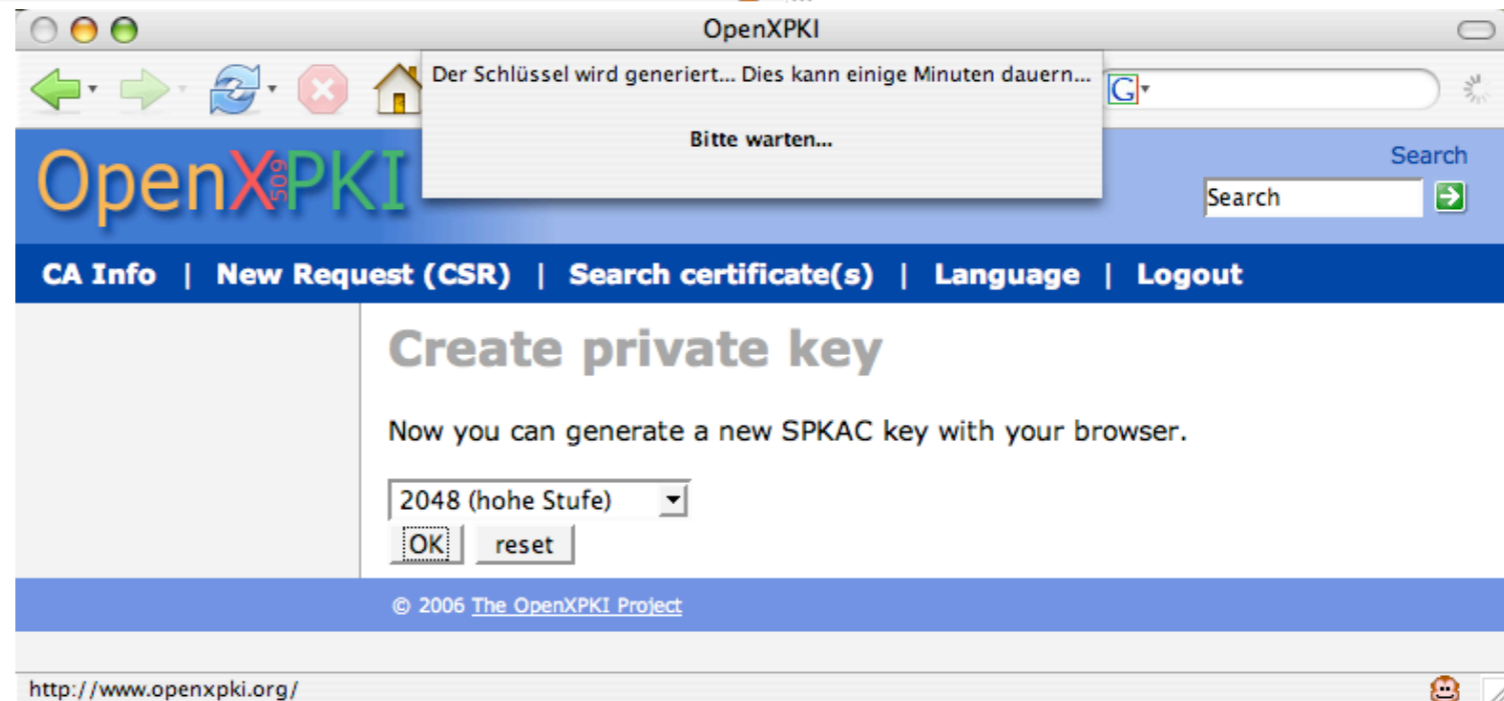 OpenXPKI
Der Schlüssel wird generiert... Dies kann einige Minuten dauern...
G
Bitte warten...
OpenX509PKI
Search
Search
CA Info | New Request (CSR) | Search certificate(s) | Language | Logout
Create private key
Now you can generate a new SPKAC key with your browser.
2048 (hohe Stufe)
OK reset
© 2006 The OpenXPKI Project
http://www.openxpki.org/